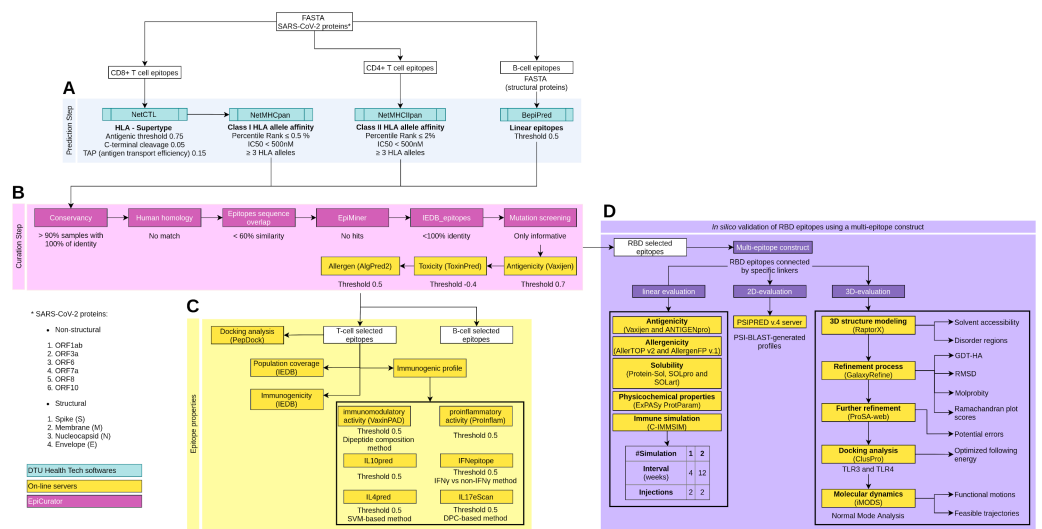 FASTA
SARS-CoV-2 proteins*
CD8+ T cell epitopes
CD4+ T cell epitopes
B-cell epitopes
FASTA
(structural proteins)
A
Prediction Step
NetCTL
HLA - Supertype
Antigenic threshold 0.75
C-terminal cleavage 0.05
TAP (antigen transport efficiency) 0.15
NetMHCpan
Class I HLA allele affinity
Percentile Rank ≤ 0.5 %
IC50 < 500nM
≥ 3 HLA alleles
NetMHCIIpan
Class II HLA allele affinity
Percentile Rank ≤ 2%
IC50 < 500nM
≥ 3 HLA alleles
BepiPred
Linear epitopes
Threshold 0.5
B
Curation Step
Conservancy
> 90% samples with
100% of identity
Human homology
No match
Epitopes sequence
overlap
< 60% similarity
EpiMiner
No hits
IEDB_epitopes
<100% identity
Mutation screening
Only informative
Allergen (AlgPred2)
Threshold 0.5
Toxicity (ToxinPred)
Threshold -0.4
Antigenicity (Vaxijen)
Threshold 0.7
* SARS-CoV-2 proteins:
• Non-structural
1. ORF1ab
2. ORF3a
3. ORF6
4. ORF7a
5. ORF8
6. ORF10
• Structural
1. Spike (S)
2. Membrane (M)
3. Nucleocapsid (N)
4. Envelope (E)
DTU Health Tech softwares
On-line servers
EpiCurator
C
Epitope properties
Docking analysis
(PepDock)
T-cell selected
epitopes
B-cell selected
epitopes
Population coverage
(IEDB)
Immunogenic profile
Immunogenicity
(IEDB)
immunomodulatory
activity (VaxinPAD)
Threshold 0.5
Dipeptide composition
method
proinflammatory
activity (ProInflam)
Threshold 0.5
IL10pred
Threshold 0.5
IFNepitope
Threshold 0.5
IFNγ vs non-IFNγ method
IL4pred
Threshold 0.5
SVM-based method
IL17eScan
Threshold 0.5
DPC-based method
D
In silico validation of RBD epitopes using a multi-epitope construct
RBD selected
epitopes
Multi-epitope construct
RBD epitopes connected
by specific linkers
linear evaluation
2D-evaluation
3D-evaluation
Antigenicity
(Vaxijen and ANTIGENpro)
Allergenicity
(AllerTOP v2 and AllergenFP v.1)
Solubility
(Protein-Sol, SOLpro and
SOLart)
Physicochemical properties
(ExPASy ProtParam)
Immune simulation
(C-IMMSIM)
#Simulation 1 2
Interval
(weeks) 4 12
Injections 2 2
PSIPRED v.4 server
PSI-BLAST-generated
profiles
3D structure modeling
(RaptorX)
Solvent accessibility
Disorder regions
Refinement process
(GalaxyRefine)
GDT-HA
RMSD
Molprobity
Ramachandran plot
scores
Further refinement
(ProSA-web)
Potential errors
Docking analysis
(ClusPro)
TLR3 and TLR4
Optimized following
energy
Molecular dynamics
(iMODS)
Normal Mode Analysis
Functional motions
Feasible trajectories